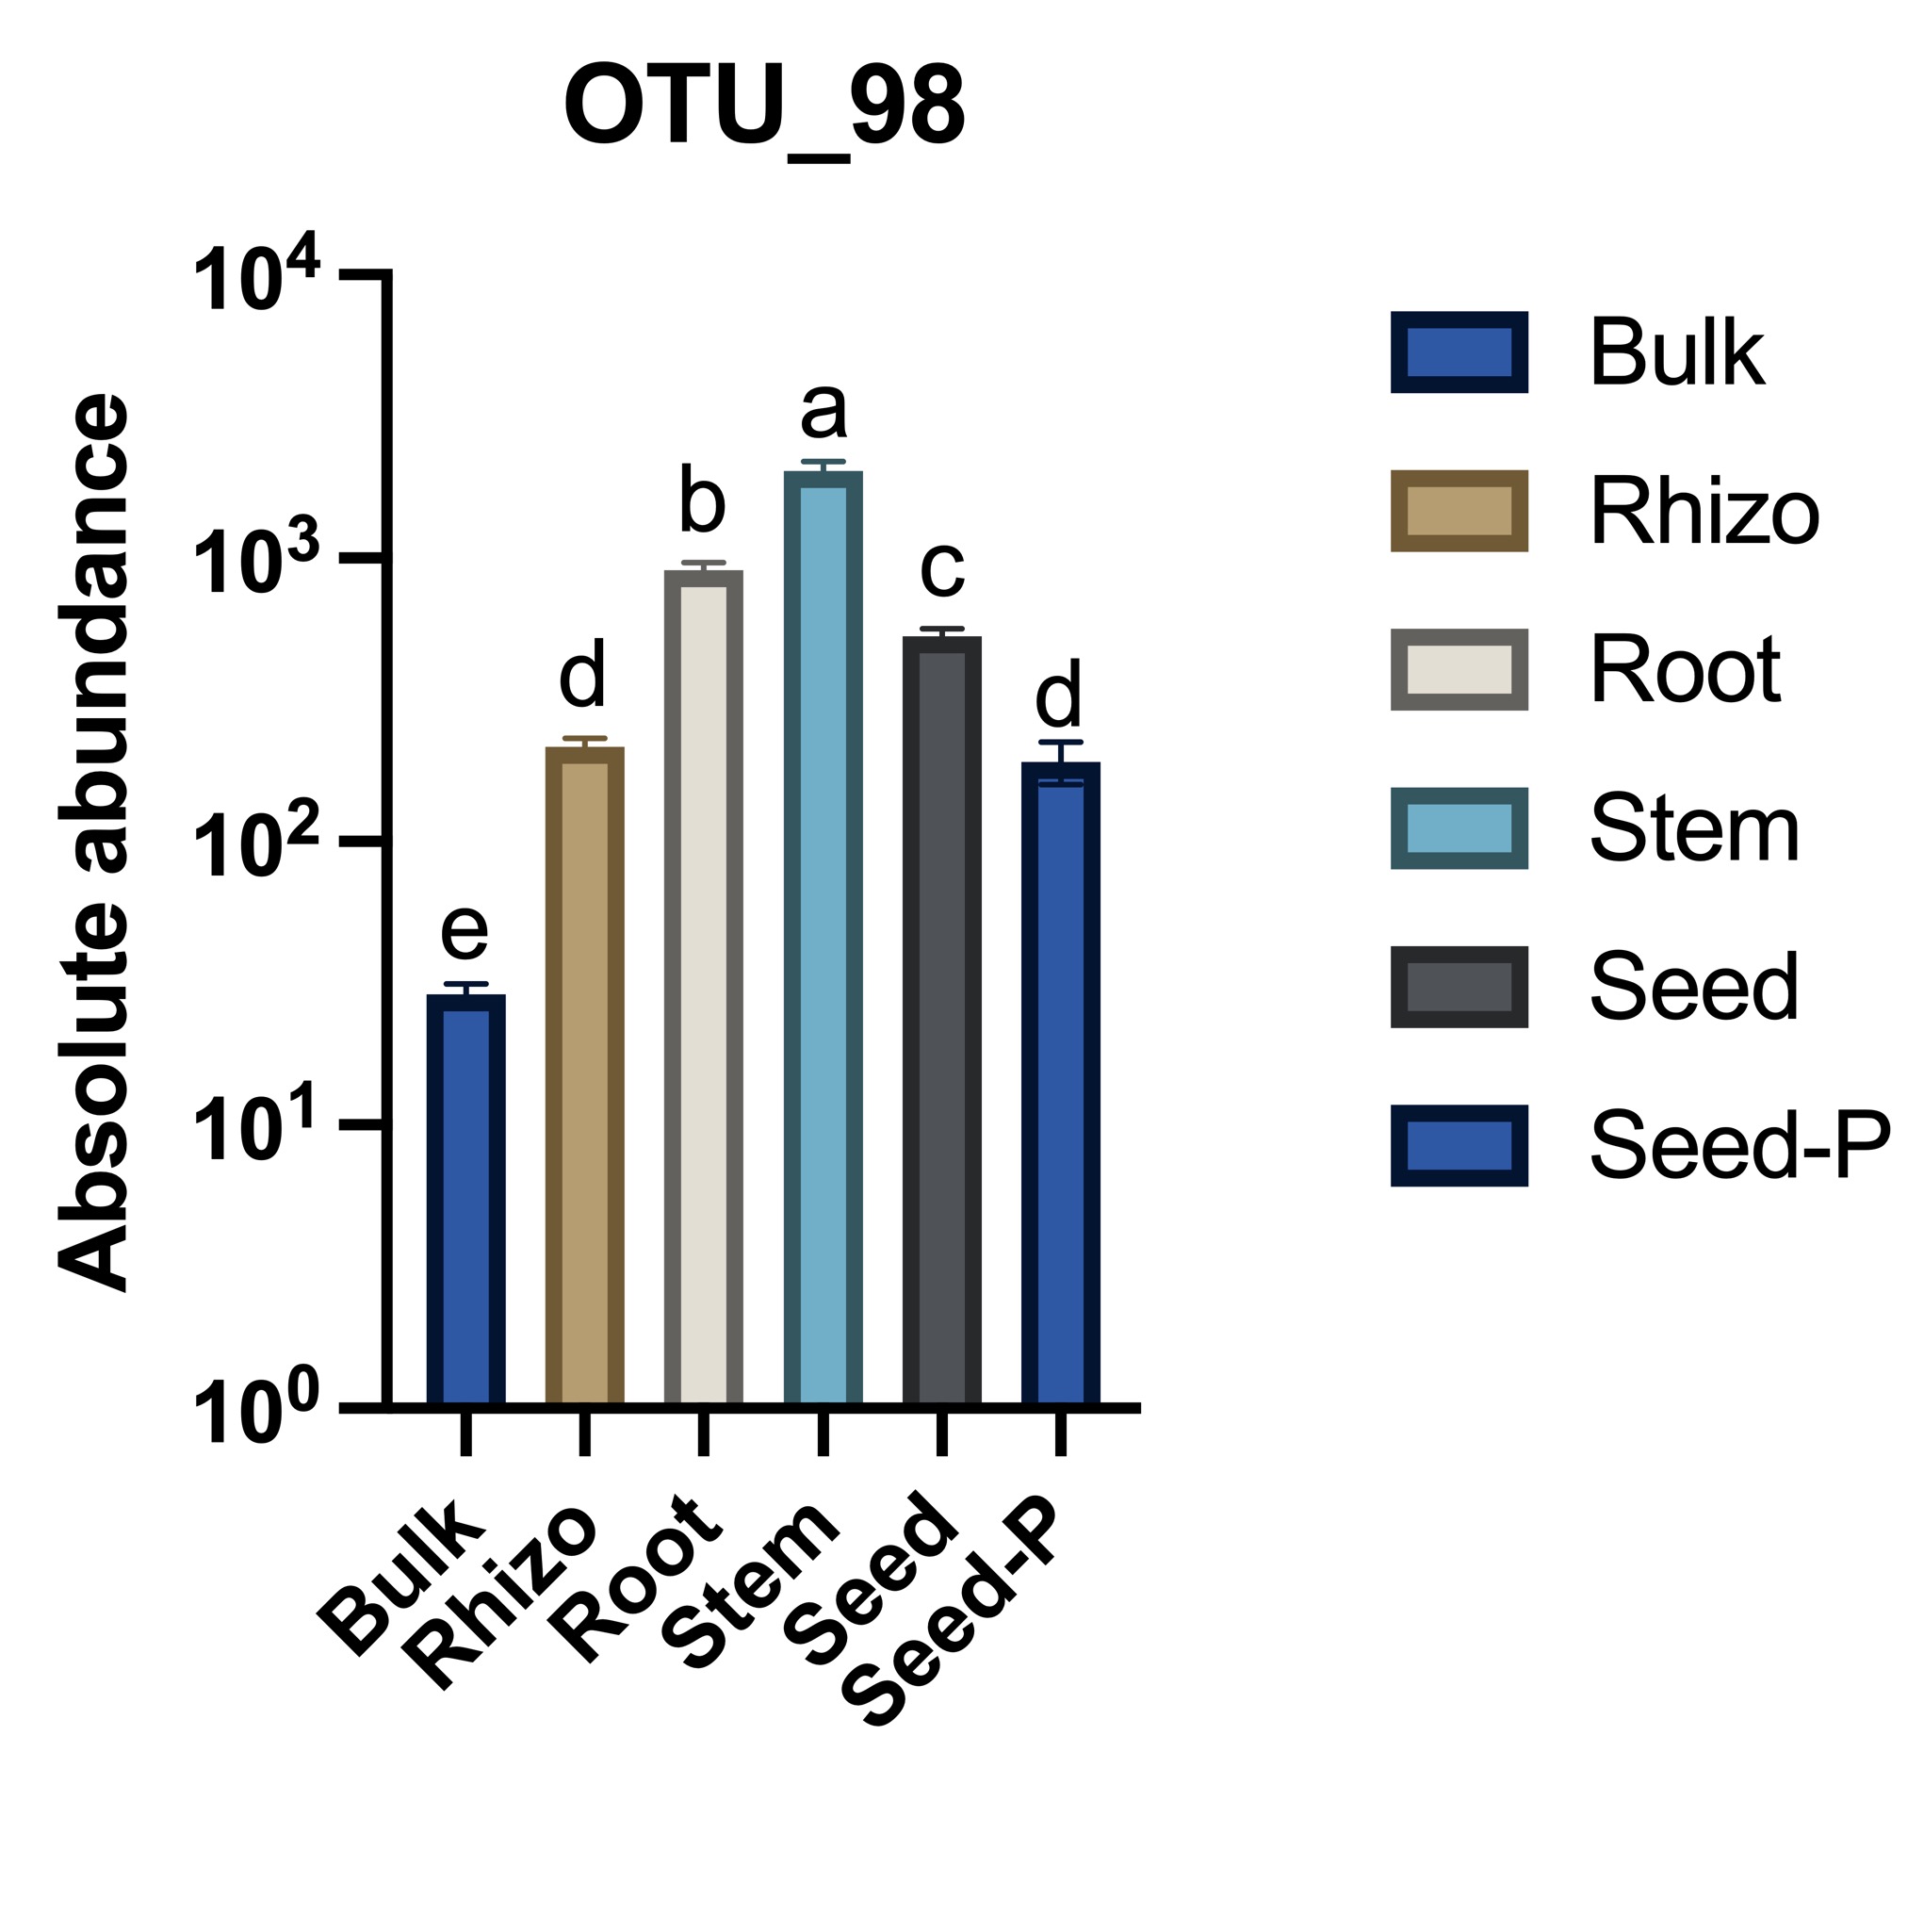 OTU_98
Absolute abundance
10⁴
10³
10²
10¹
10⁰
e
d
b
a
c
d
Bulk
Rhizo
Root
Stem
Seed
Seed-P
Bulk
Rhizo
Root
Stem
Seed
Seed-P